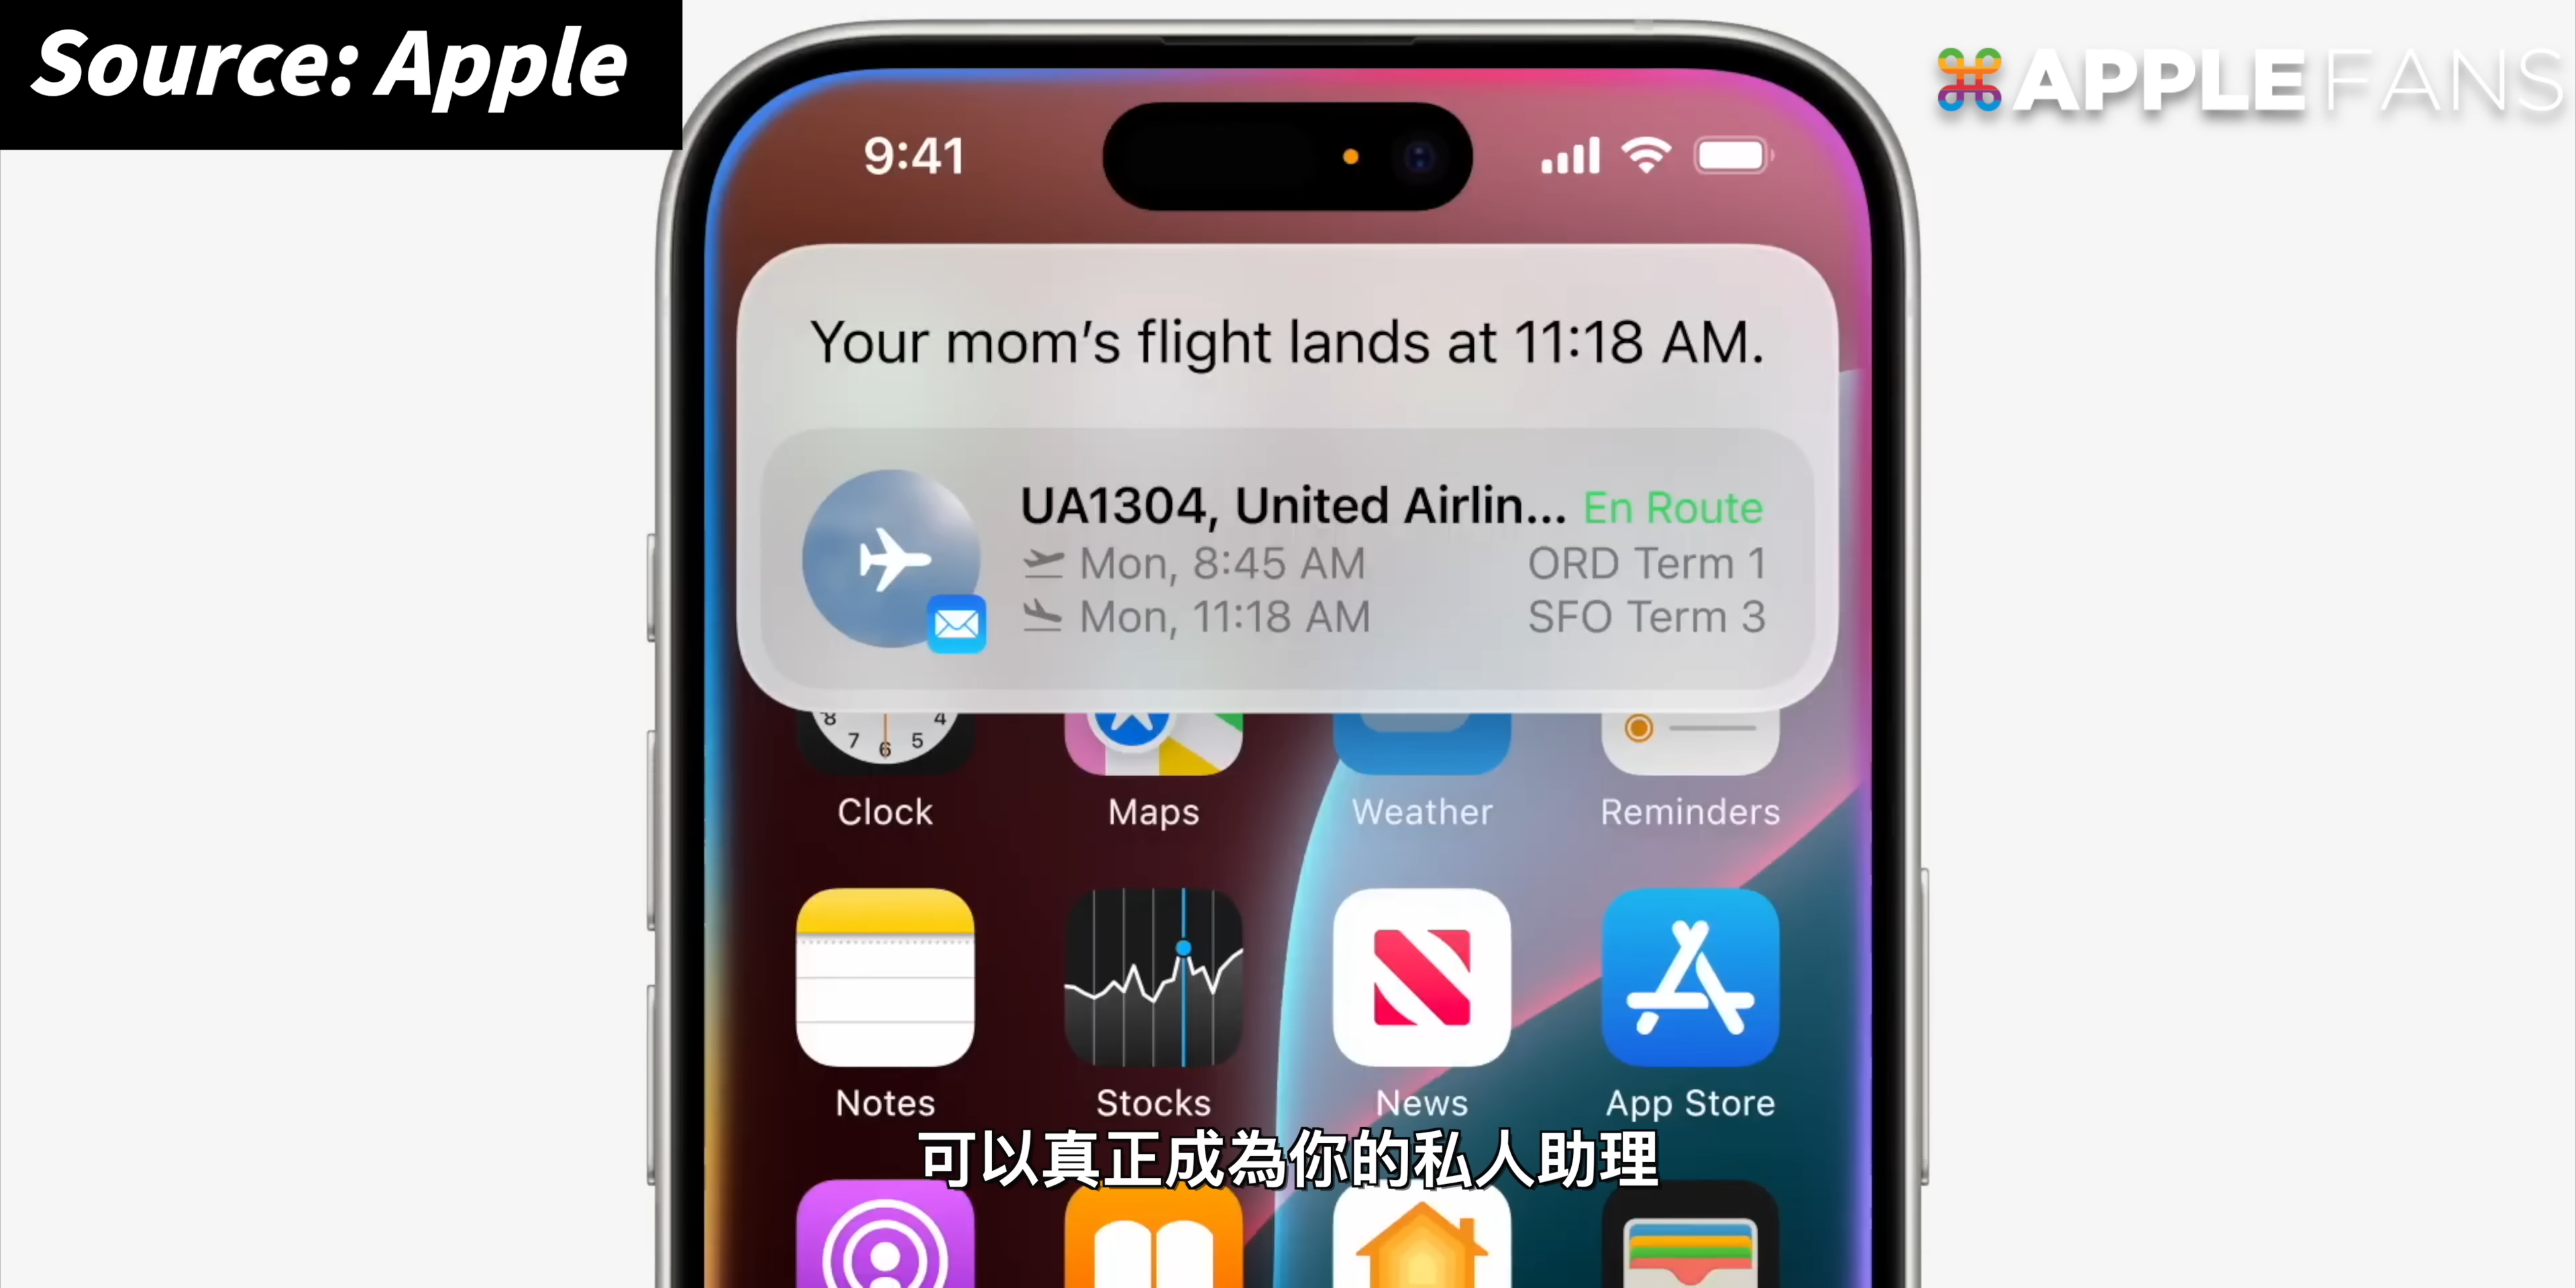 Source: Apple
APPLEFANS
9:41
Your mom's flight lands at 11:18 AM.
UA1304, United Airlin... En Route
Mon, 8:45 AM ORD Term 1
Mon, 11:18 AM SFO Term 3
8 7 6 5 4
Clock Maps Weather Reminders
Notes Stocks News App Store
可以真正成為你的私人助理